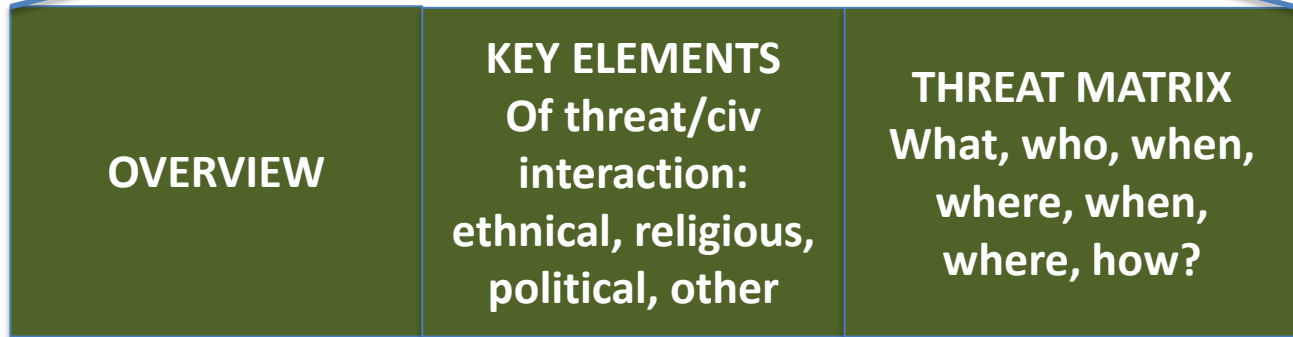 OVERVIEW
KEY ELEMENTS
Of threat/civ
interaction:
ethnical, religious,
political, other
THREAT MATRIX
What, who, when,
where, when,
where, how?